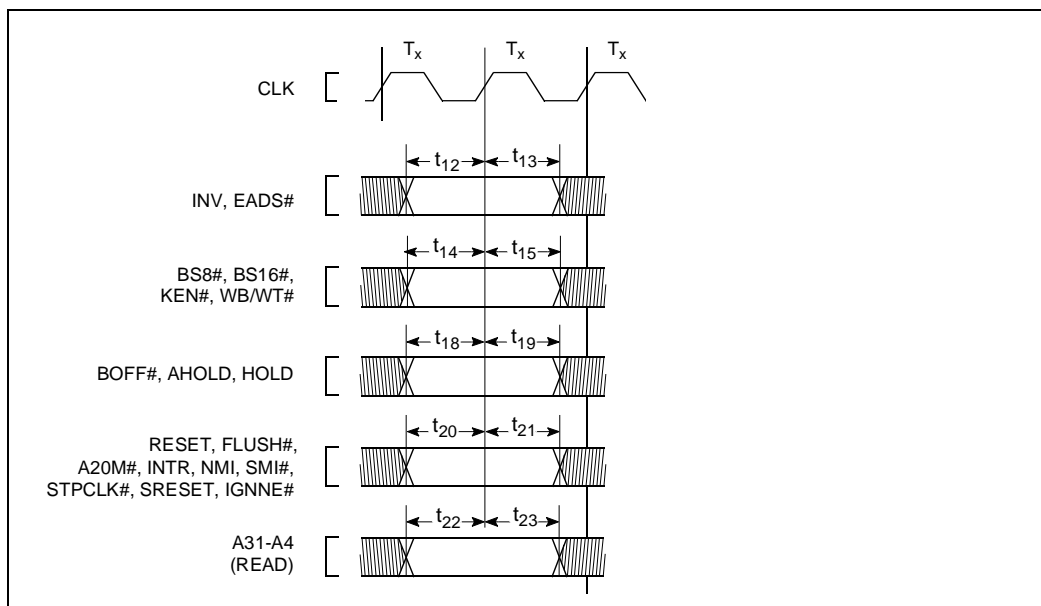 Tx Tx Tx
CLK
t12 t13
INV, EADS#
t14 t15
BS8#, BS16#,
KEN#, WB/WT#
t18 t19
BOFF#, AHOLD, HOLD
t20 t21
RESET, FLUSH#,
A20M#, INTR, NMI, SMI#,
STPCLK#, SRESET, IGNNE#
t22 t23
A31-A4
(READ)